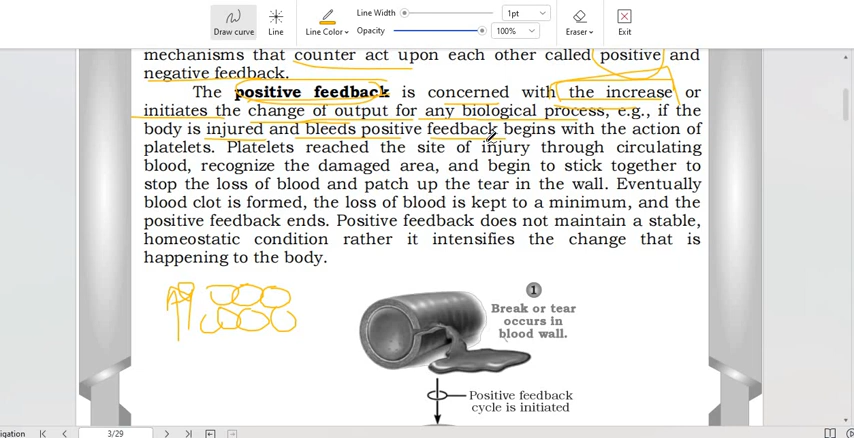 Line Width
1pt
Draw curve
Line
Line Color
Opacity
100%
Eraser
Exit
mechanisms that counter act upon each other called positive and
negative feedback.
The positive feedback is concerned with the increase or
initiates the change of output for any biological process, e.g., if the
body is injured and bleeds positive feedback begins with the action of
platelets. Platelets reached the site of injury through circulating
blood, recognize the damaged area, and begin to stick together to
stop the loss of blood and patch up the tear in the wall. Eventually
blood clot is formed, the loss of blood is kept to a minimum, and the
positive feedback ends. Positive feedback does not maintain a stable,
homeostatic condition rather it intensifies the change that is
happening to the body.
1
Break or tear
occurs in
blood wall.
Positive feedback
cycle is initiated
igation
3/29